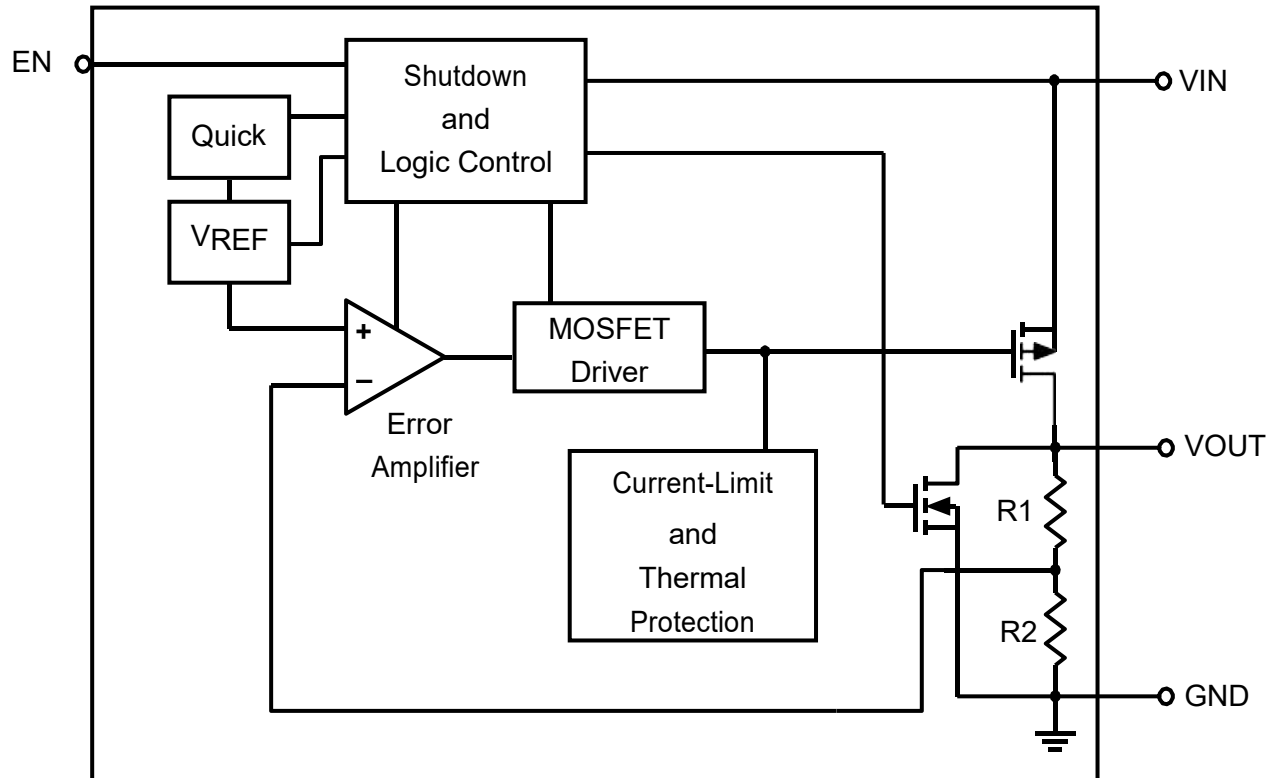 EN
Shutdown
and
Logic Control
VIN
Quick
VREF
+
−
MOSFET
Driver
Error
Amplifier
VOUT
Current-Limit
and
Thermal
Protection
R1
R2
GND